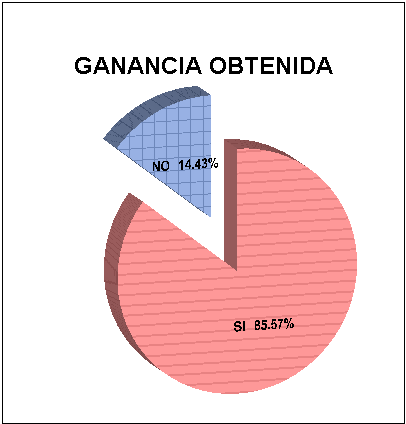 GANANCIA OBTENIDA
NO 14.43%
SI 85.57%